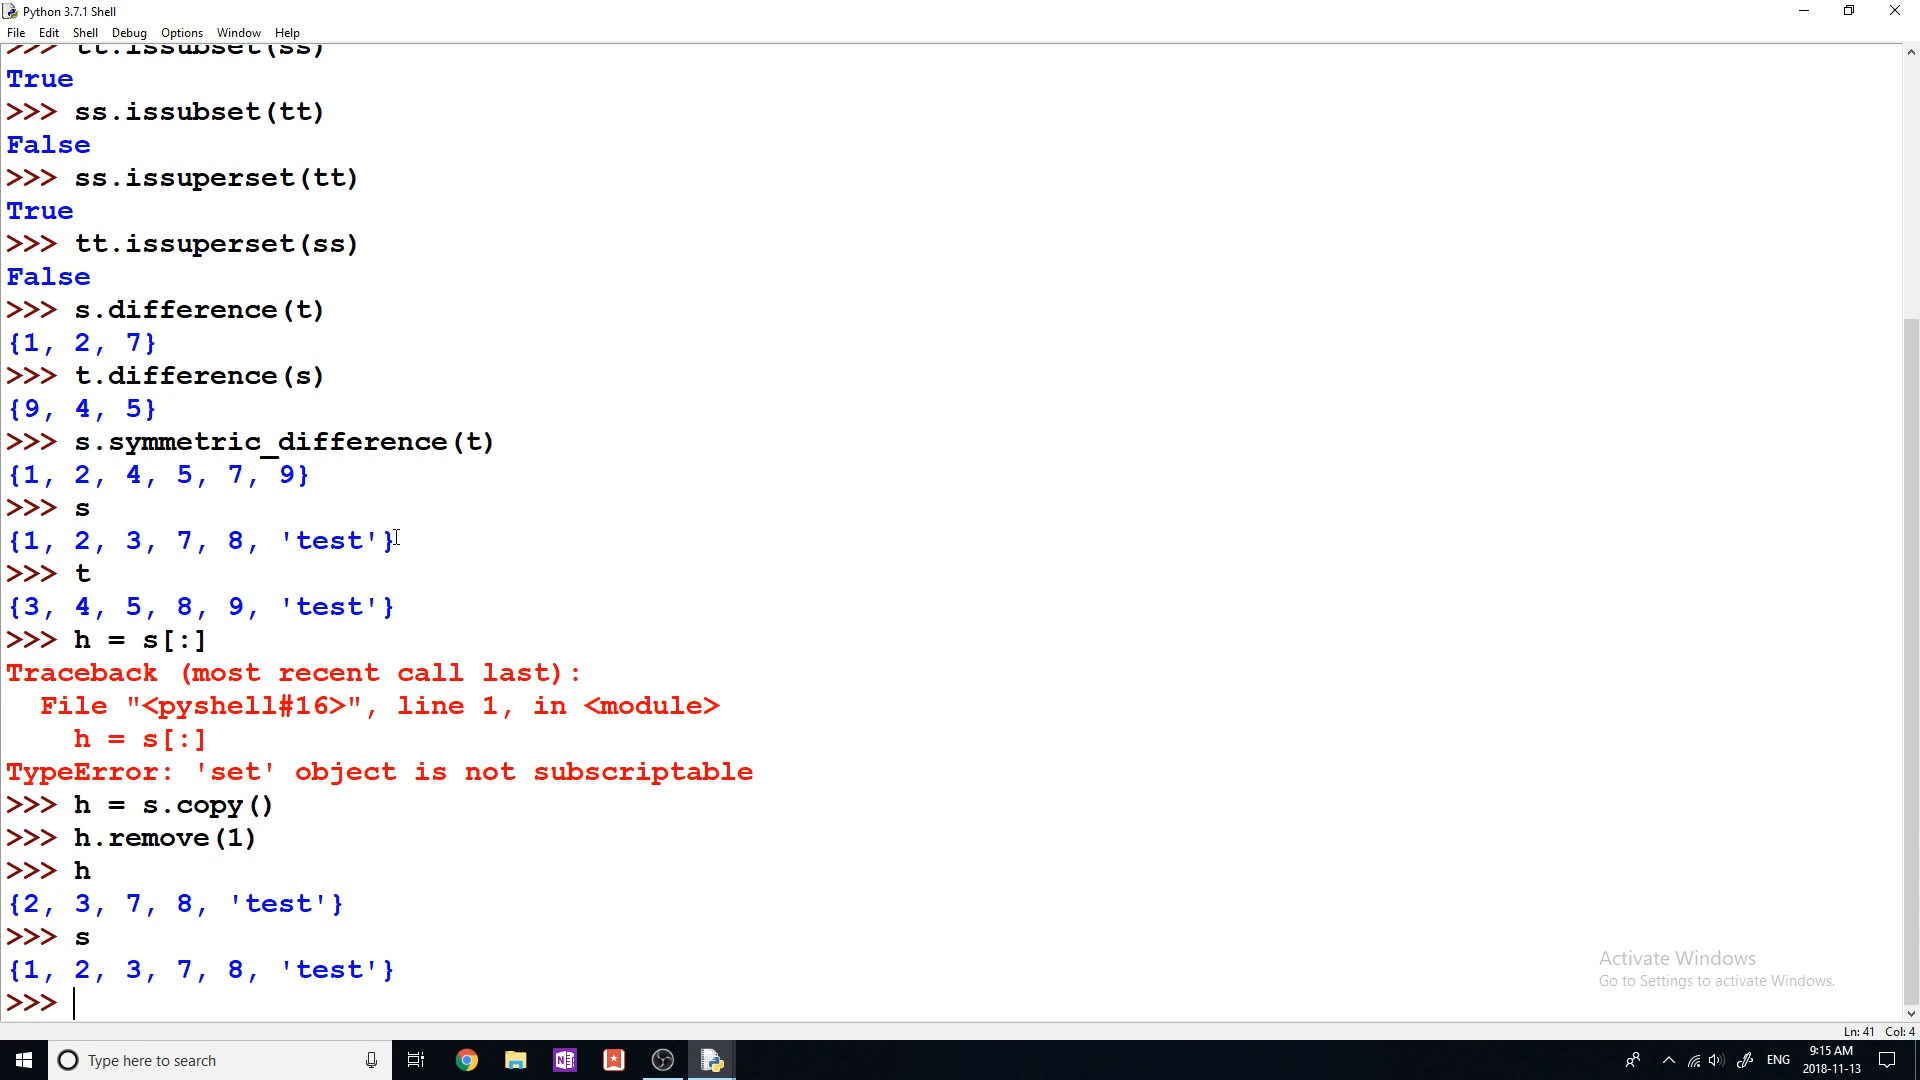 Python 3.7.1 Shell
File Edit Shell Debug Options Window Help
>>> tt.issubset(ss)
True
>>> ss.issubset(tt)
False
>>> ss.issuperset(tt)
True
>>> tt.issuperset(ss)
False
>>> s.difference(t)
{1, 2, 7}
>>> t.difference(s)
{9, 4, 5}
>>> s.symmetric_difference(t)
{1, 2, 4, 5, 7, 9}
>>> s
{1, 2, 3, 7, 8, 'test'}
>>> t
{3, 4, 5, 8, 9, 'test'}
>>> h = s[:]
Traceback (most recent call last):
  File "<pyshell#16>", line 1, in <module>
    h = s[:]
TypeError: 'set' object is not subscriptable
>>> h = s.copy()
>>> h.remove(1)
>>> h
{2, 3, 7, 8, 'test'}
>>> s
{1, 2, 3, 7, 8, 'test'}
>>>
Activate Windows
Go to Settings to activate Windows.
Ln: 41 Col: 4
Type here to search
ENG
9:15 AM
2018-11-13